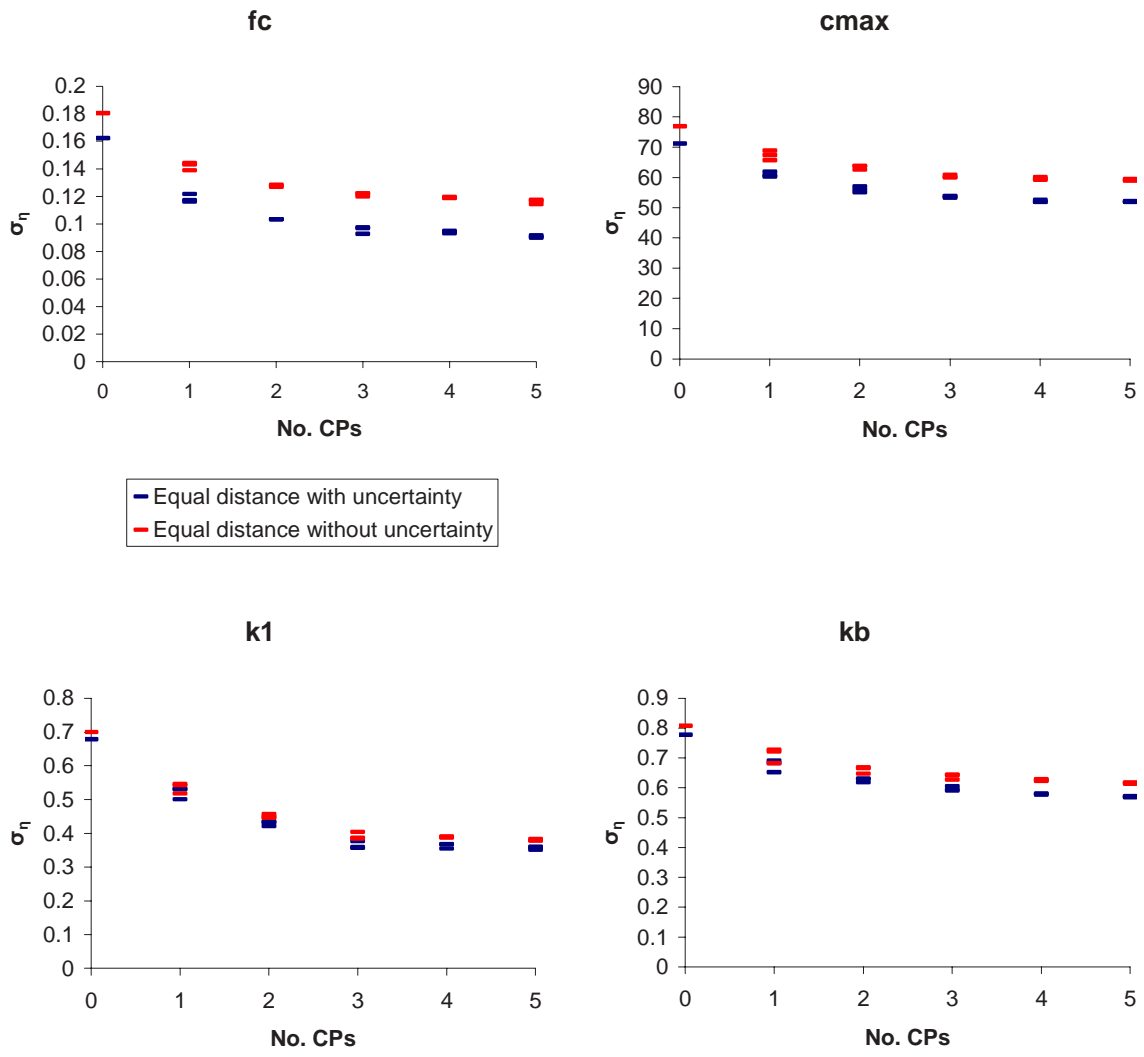 fc
0.2
0.18
0.16
0.14
0.12
0.1
0.08
0.06
0.04
0.02
0
ση
0 1 2 3 4 5
No. CPs
cmax
90
80
70
60
50
40
30
20
10
0
ση
0 1 2 3 4 5
No. CPs
Equal distance with uncertainty
Equal distance without uncertainty
k1
0.8
0.7
0.6
0.5
0.4
0.3
0.2
0.1
0
ση
0 1 2 3 4 5
No. CPs
kb
0.9
0.8
0.7
0.6
0.5
0.4
0.3
0.2
0.1
0
ση
0 1 2 3 4 5
No. CPs